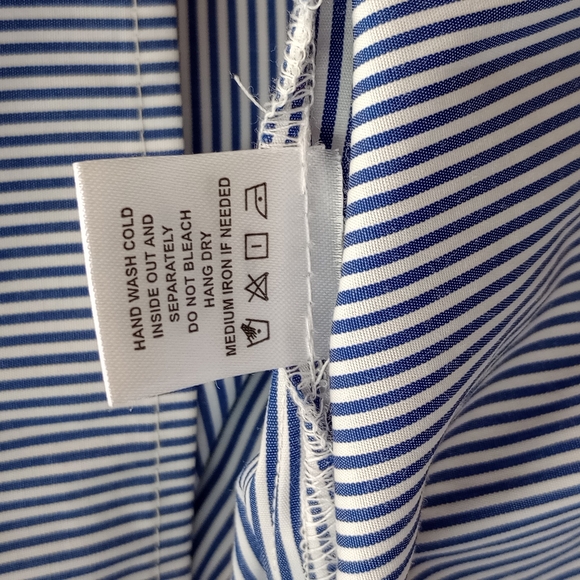 HAND WASH COLD
INSIDE OUT AND
SEPARATELY
DO NOT BLEACH
HANG DRY
MEDIUM IRON IF NEEDED